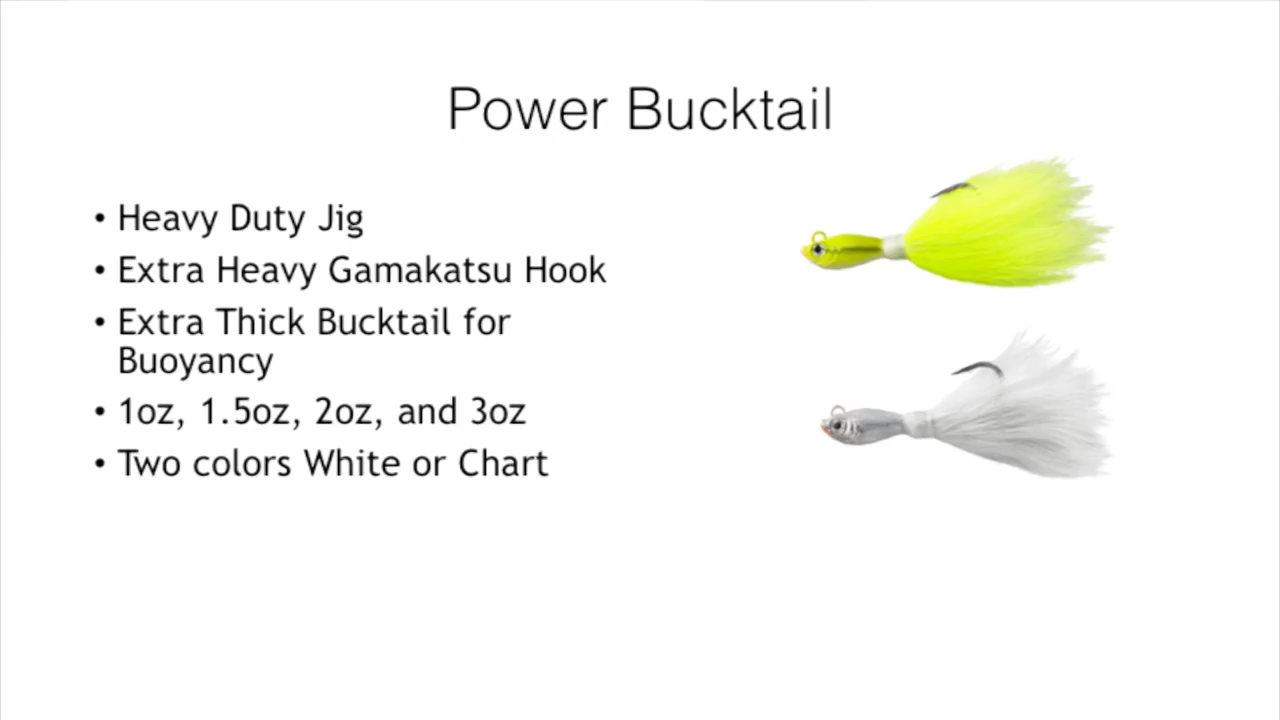 Power Bucktail
• Heavy Duty Jig
• Extra Heavy Gamakatsu Hook
• Extra Thick Bucktail for
Buoyancy
• 1oz, 1.5oz, 2oz, and 3oz
• Two colors White or Chart